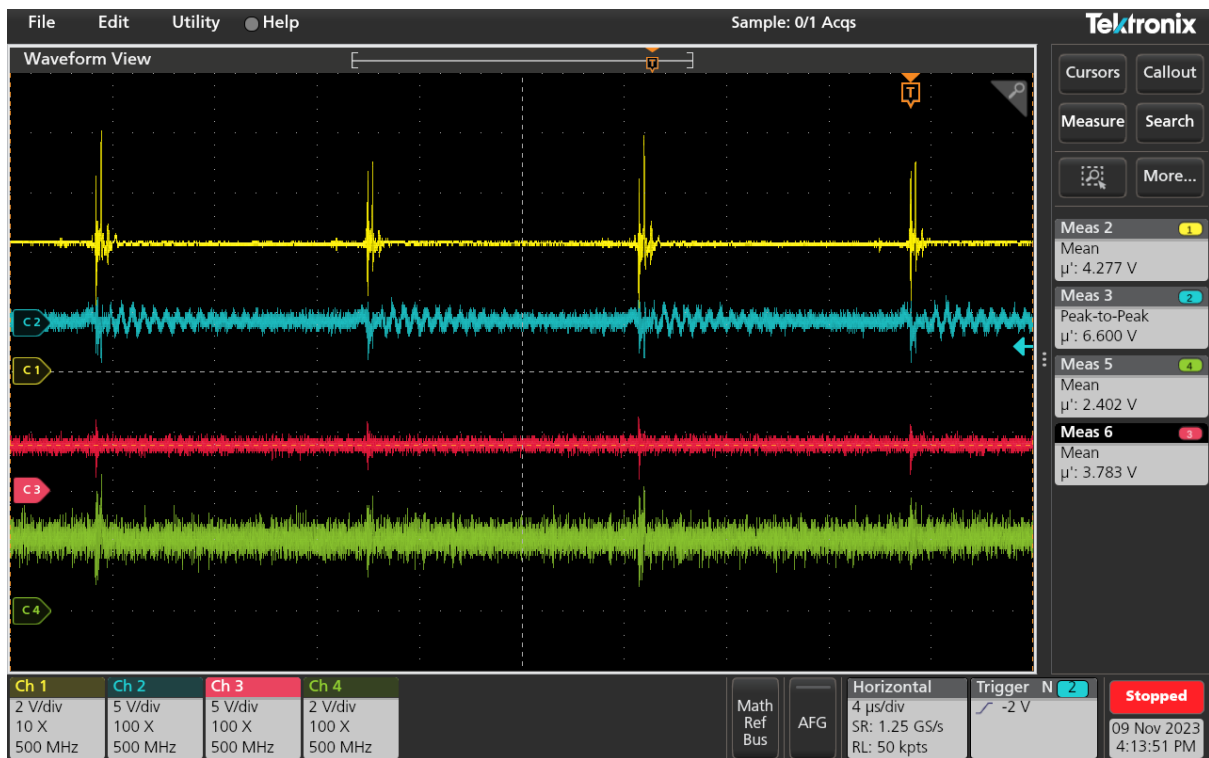 File Edit Utility Help Sample: 0/1 Acqs Tektronix
Waveform View
T
T
Cursors Callout
Measure Search
More...
Meas 2 1
Mean
µ': 4.277 V
Meas 3 2
Peak-to-Peak
µ': 6.600 V
Meas 5 4
Mean
µ': 2.402 V
Meas 6 3
Mean
µ': 3.783 V
C 2
C 1
C 3
C 4
Ch 1
2 V/div
10 X
500 MHz
Ch 2
5 V/div
100 X
500 MHz
Ch 3
5 V/div
100 X
500 MHz
Ch 4
2 V/div
100 X
500 MHz
Math
Ref
Bus
AFG
Horizontal
4 µs/div
SR: 1.25 GS/s
RL: 50 kpts
Trigger N 2
-2 V
Stopped
09 Nov 2023
4:13:51 PM